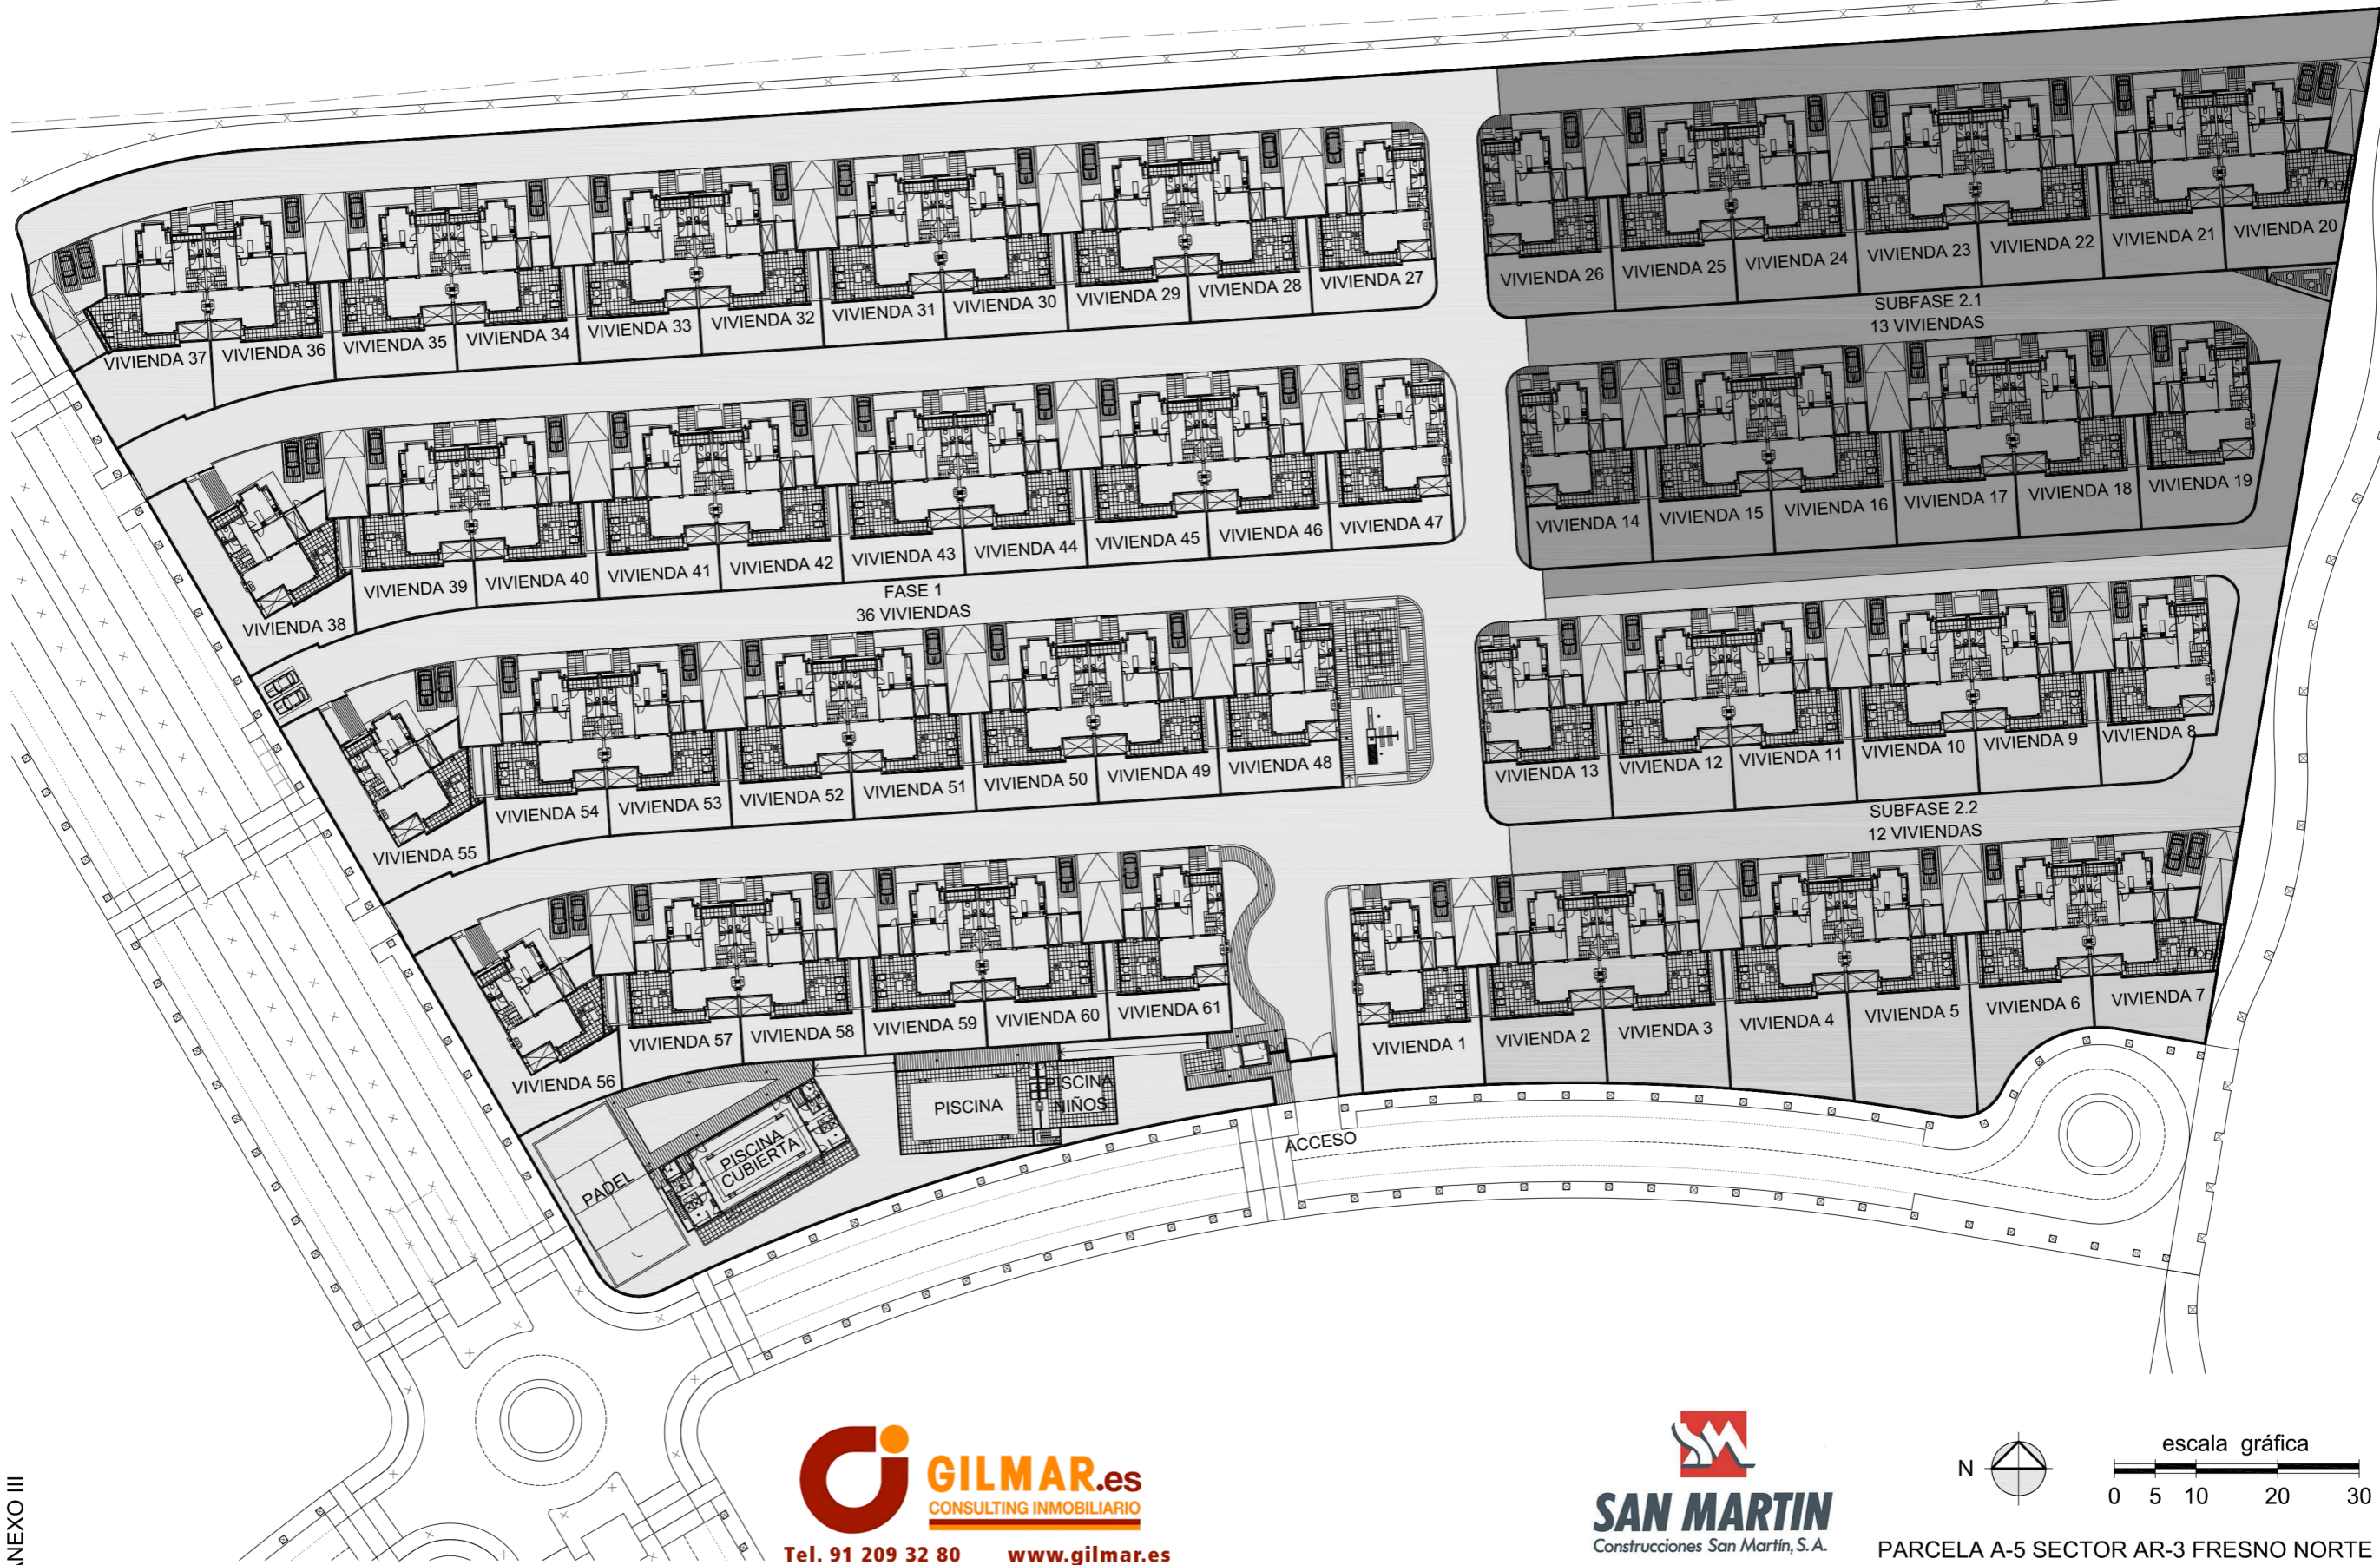 VIVIENDA 37
VIVIENDA 36
VIVIENDA 35
VIVIENDA 34
VIVIENDA 33
VIVIENDA 32
VIVIENDA 31
VIVIENDA 30
VIVIENDA 29
VIVIENDA 28
VIVIENDA 27
VIVIENDA 26
VIVIENDA 25
VIVIENDA 24
VIVIENDA 23
VIVIENDA 22
VIVIENDA 21
VIVIENDA 20
SUBFASE 2.1
13 VIVIENDAS
VIVIENDA 38
VIVIENDA 39
VIVIENDA 40
VIVIENDA 41
VIVIENDA 42
VIVIENDA 43
VIVIENDA 44
VIVIENDA 45
VIVIENDA 46
VIVIENDA 47
VIVIENDA 14
VIVIENDA 15
VIVIENDA 16
VIVIENDA 17
VIVIENDA 18
VIVIENDA 19
FASE 1
36 VIVIENDAS
VIVIENDA 55
VIVIENDA 54
VIVIENDA 53
VIVIENDA 52
VIVIENDA 51
VIVIENDA 50
VIVIENDA 49
VIVIENDA 48
VIVIENDA 13
VIVIENDA 12
VIVIENDA 11
VIVIENDA 10
VIVIENDA 9
VIVIENDA 8
SUBFASE 2.2
12 VIVIENDAS
VIVIENDA 56
VIVIENDA 57
VIVIENDA 58
VIVIENDA 59
VIVIENDA 60
VIVIENDA 61
VIVIENDA 1
VIVIENDA 2
VIVIENDA 3
VIVIENDA 4
VIVIENDA 5
VIVIENDA 6
VIVIENDA 7
PADEL
PISCINA
CUBIERTA
PISCINA
PISCINA
NIÑOS
ACCESO
ANEXO III
GILMAR.es
CONSULTING INMOBILIARIO
Tel. 91 209 32 80 www.gilmar.es
SAN MARTIN
Construcciones San Martín, S.A.
N
escala gráfica
0 5 10 20 30
PARCELA A-5 SECTOR AR-3 FRESNO NORTE